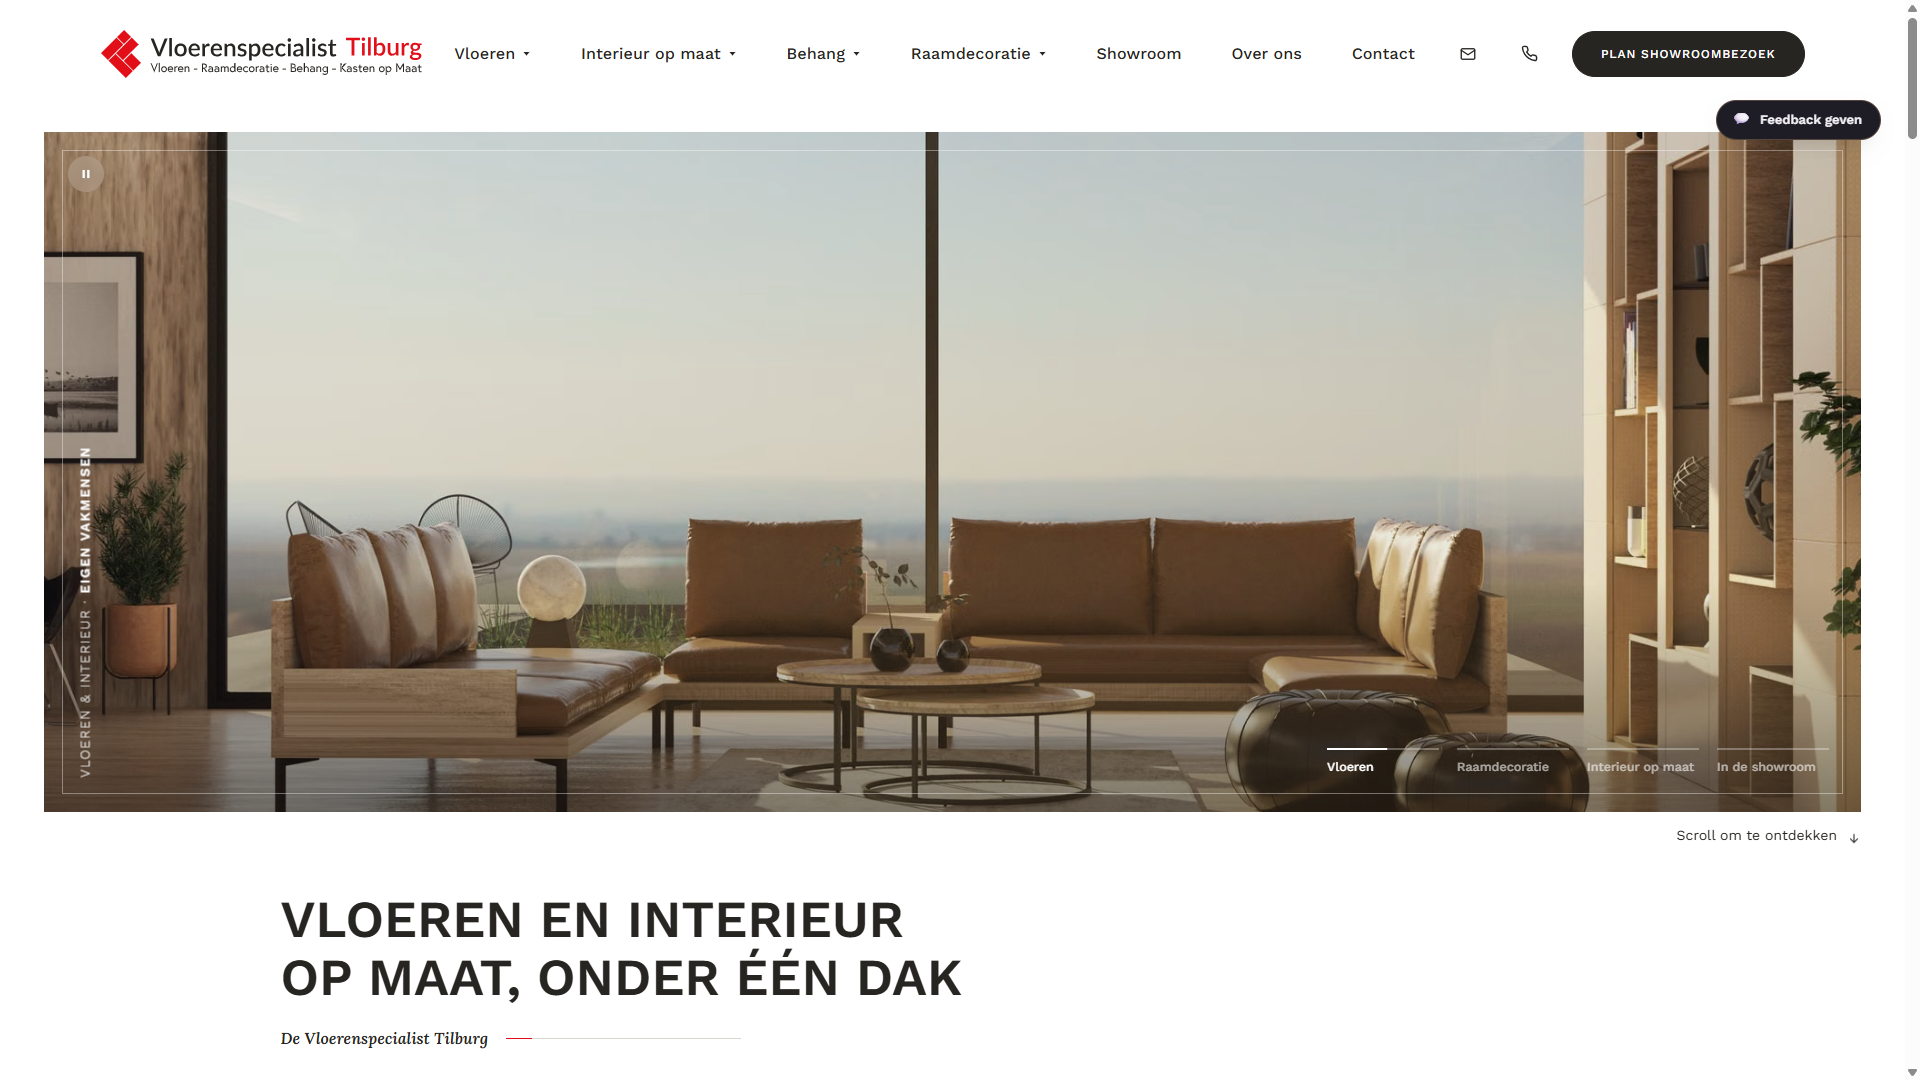 Vloerenspecialist Tilburg
Vloeren - Raamdecoratie - Behang - Kasten op Maat
Vloeren
Interieur op maat
Behang
Raamdecoratie
Showroom
Over ons
Contact
PLAN SHOWROOMBEZOEK
Feedback geven
VLOEREN & INTERIEUR · EIGEN VAKMENSEN
Vloeren
Raamdecoratie
Interieur op maat
In de showroom
Scroll om te ontdekken
VLOEREN EN INTERIEUR
OP MAAT, ONDER ÉÉN DAK
De Vloerenspecialist Tilburg